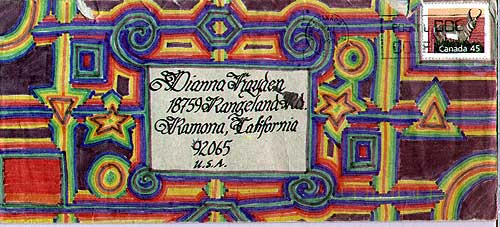 Dianna Hayden
18759 Rangeland Rd.
Ramona, California
92065
U.S.A.
Canada 45